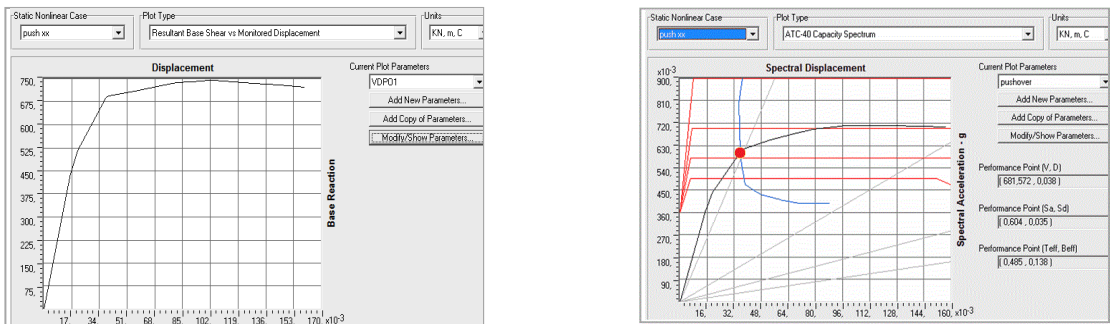 Static Nonlinear Case
Plot Type
Units
push xx
Resultant Base Shear vs Monitored Displacement
KN, m, C
Displacement
Current Plot Parameters
VDPO1
Add New Parameters...
Add Copy of Parameters...
Modify/Show Parameters...
750,
675,
600,
525,
450,
375,
300,
225,
150,
75,
Base Reaction
17, 34, 51, 68, 85, 102, 119, 136, 153, 170, x10-3
Static Nonlinear Case
Plot Type
Units
push xx
ATC-40 Capacity Spectrum
KN, m, C
Spectral Displacement
Current Plot Parameters
pushover
Add New Parameters...
Add Copy of Parameters...
Modify/Show Parameters...
x10-3
900,
810,
720,
630,
540,
450,
360,
270,
180,
90,
Spectral Acceleration - g
Performance Point (V, D)
( 681,572 , 0,038 )
Performance Point (Sa, Sd)
( 0,604 , 0,035 )
Performance Point (Teff, Beff)
( 0,485 , 0,138 )
16, 32, 48, 64, 80, 96, 112, 128, 144, 160, x10-3